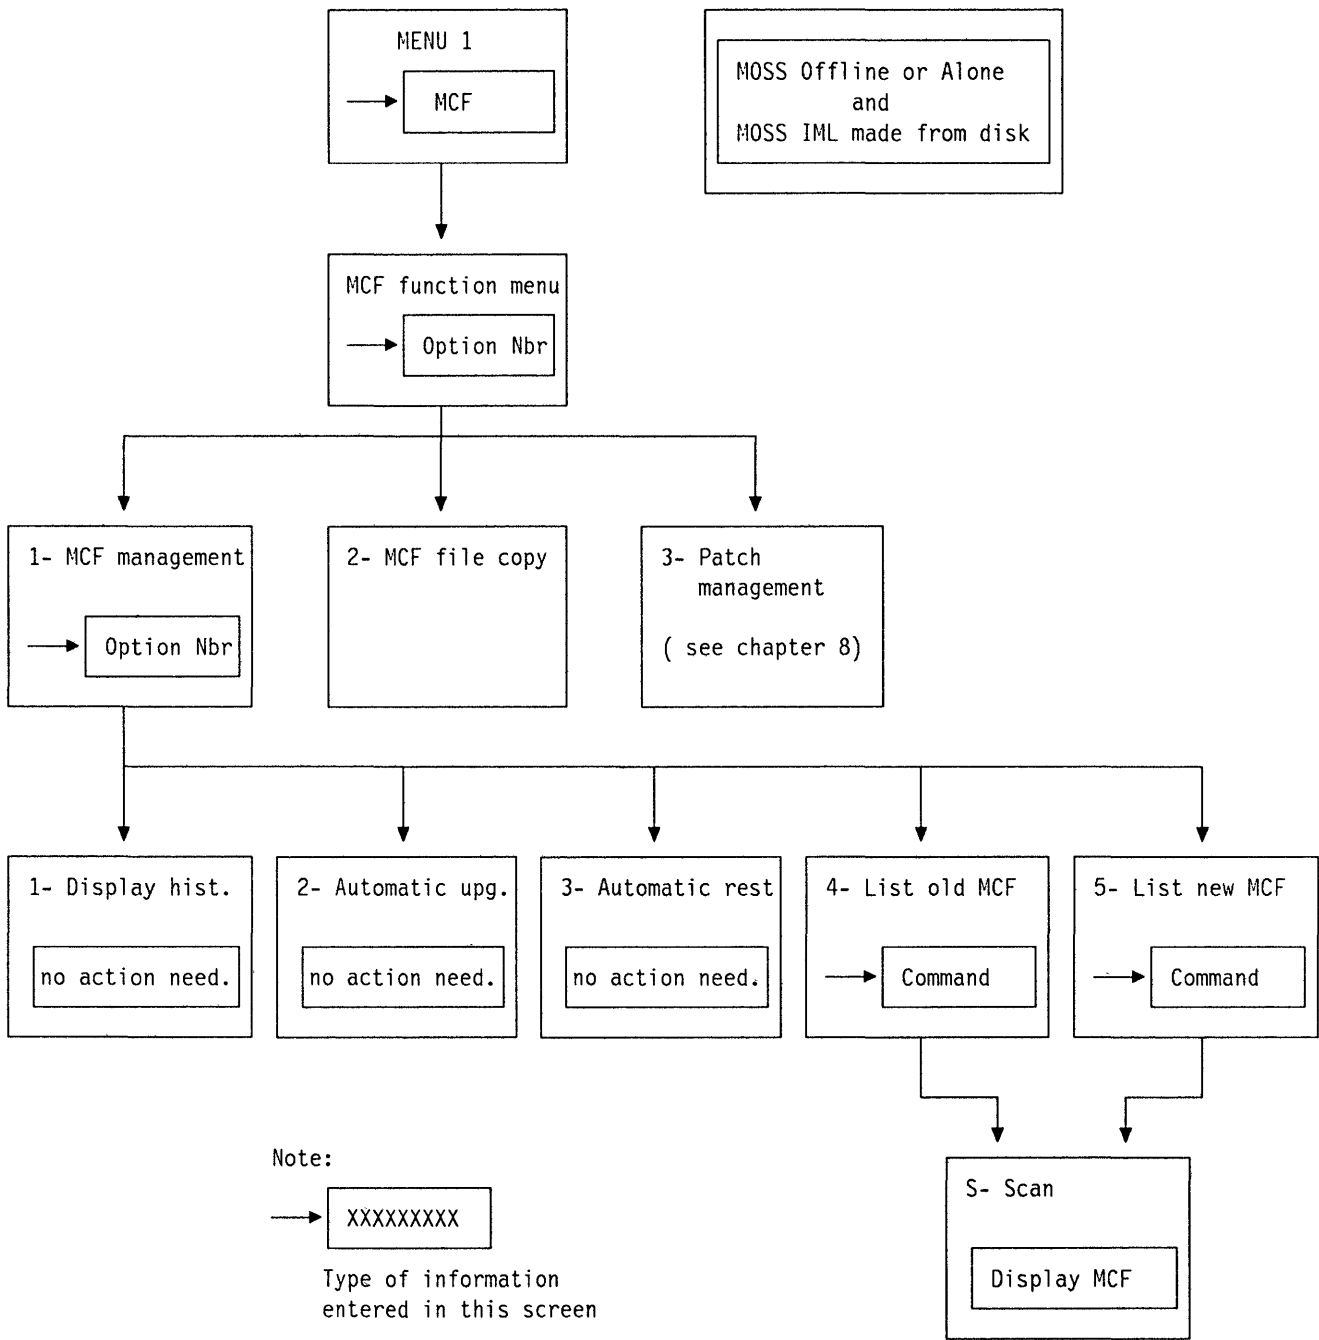 MENU 1
MCF
MOSS Offline or Alone
and
MOSS IML made from disk
MCF function menu
Option Nbr
1- MCF management
Option Nbr
2- MCF file copy
3- Patch
management
( see chapter 8)
1- Display hist.
no action need.
2- Automatic upg.
no action need.
3- Automatic rest
no action need.
4- List old MCF
Command
5- List new MCF
Command
Note:
XXXXXXXXX
Type of information
entered in this screen
S- Scan
Display MCF